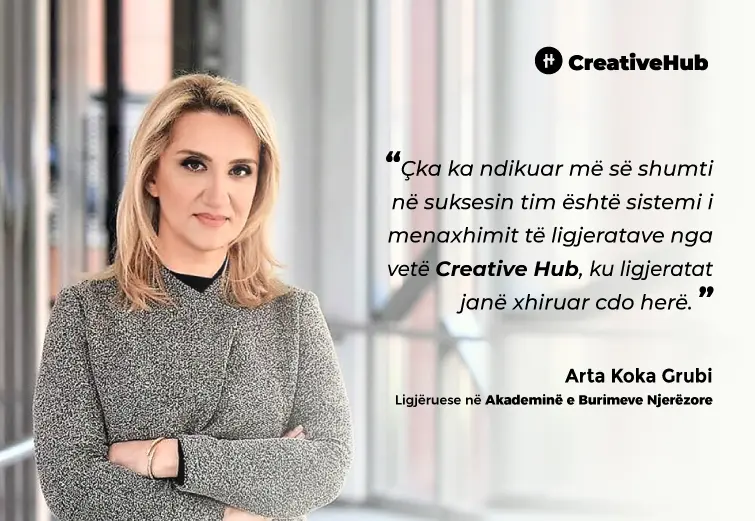 CreativeHub
“Çka ka ndikuar më së shumti
në suksesin tim është sistemi i
menaxhimit të ligjeratave nga
vetë Creative Hub, ku ligjeratat
janë xhiruar cdo herë.”
Arta Koka Grubi
Ligjëruese në Akademinë e Burimeve Njerëzore